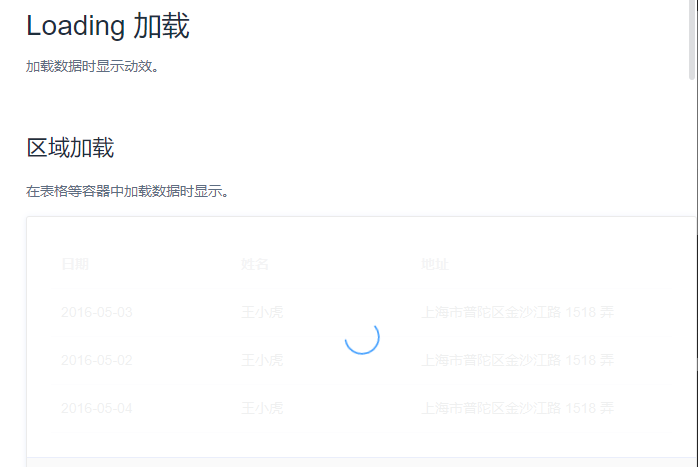 Loading 加载
加载数据时显示动效。
区域加载
在表格等容器中加载数据时显示。
日期 姓名 地址
2016-05-03 王小虎 上海市普陀区金沙江路 1518 弄
2016-05-02 王小虎 上海市普陀区金沙江路 1518 弄
2016-05-04 王小虎 上海市普陀区金沙江路 1518 弄